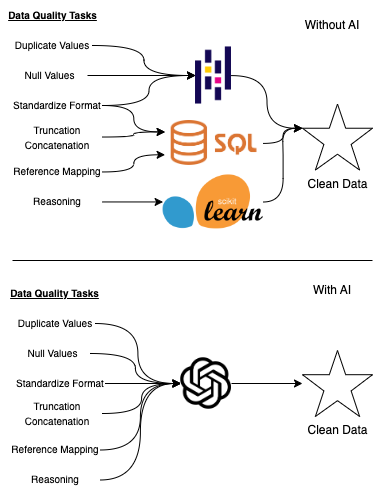 Data Quality Tasks
Without AI
Duplicate Values
Null Values
Standardize Format
Truncation
Concatenation
SQL
Reference Mapping
Clean Data
Reasoning
scikit
learn
Data Quality Tasks
With AI
Duplicate Values
Null Values
Standardize Format
Truncation
Concatenation
Clean Data
Reference Mapping
Reasoning